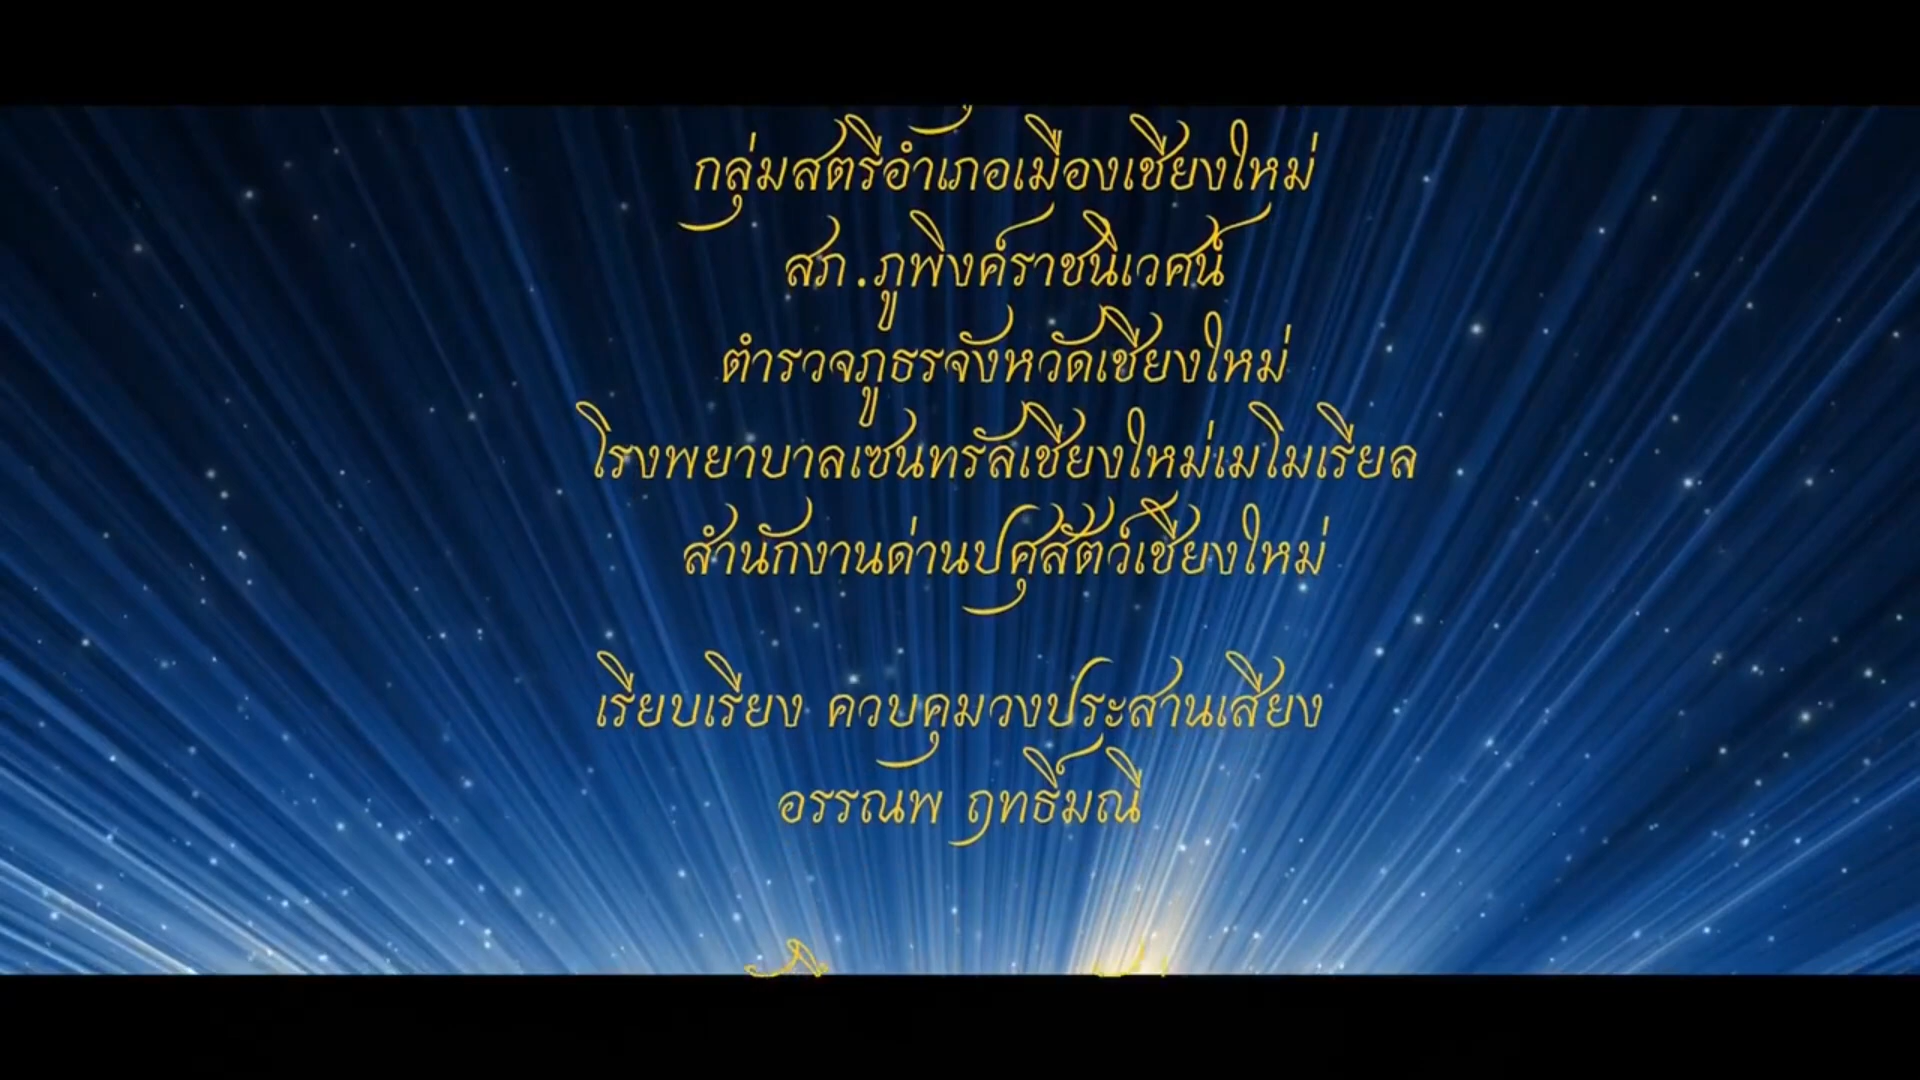 กลุ่มสตรีอำเภอเมืองเชียงใหม่
สภ.ภูพิงค์ราชนิเวศน์
ตำรวจภูธรจังหวัดเชียงใหม่
โรงพยาบาลเซนทรัลเชียงใหม่เมโมเรียล
สำนักงานด่านปศุสัตว์เชียงใหม่
เรียบเรียง ควบคุมวงประสานเสียง
อรรณพ ฤทธิ์มณี